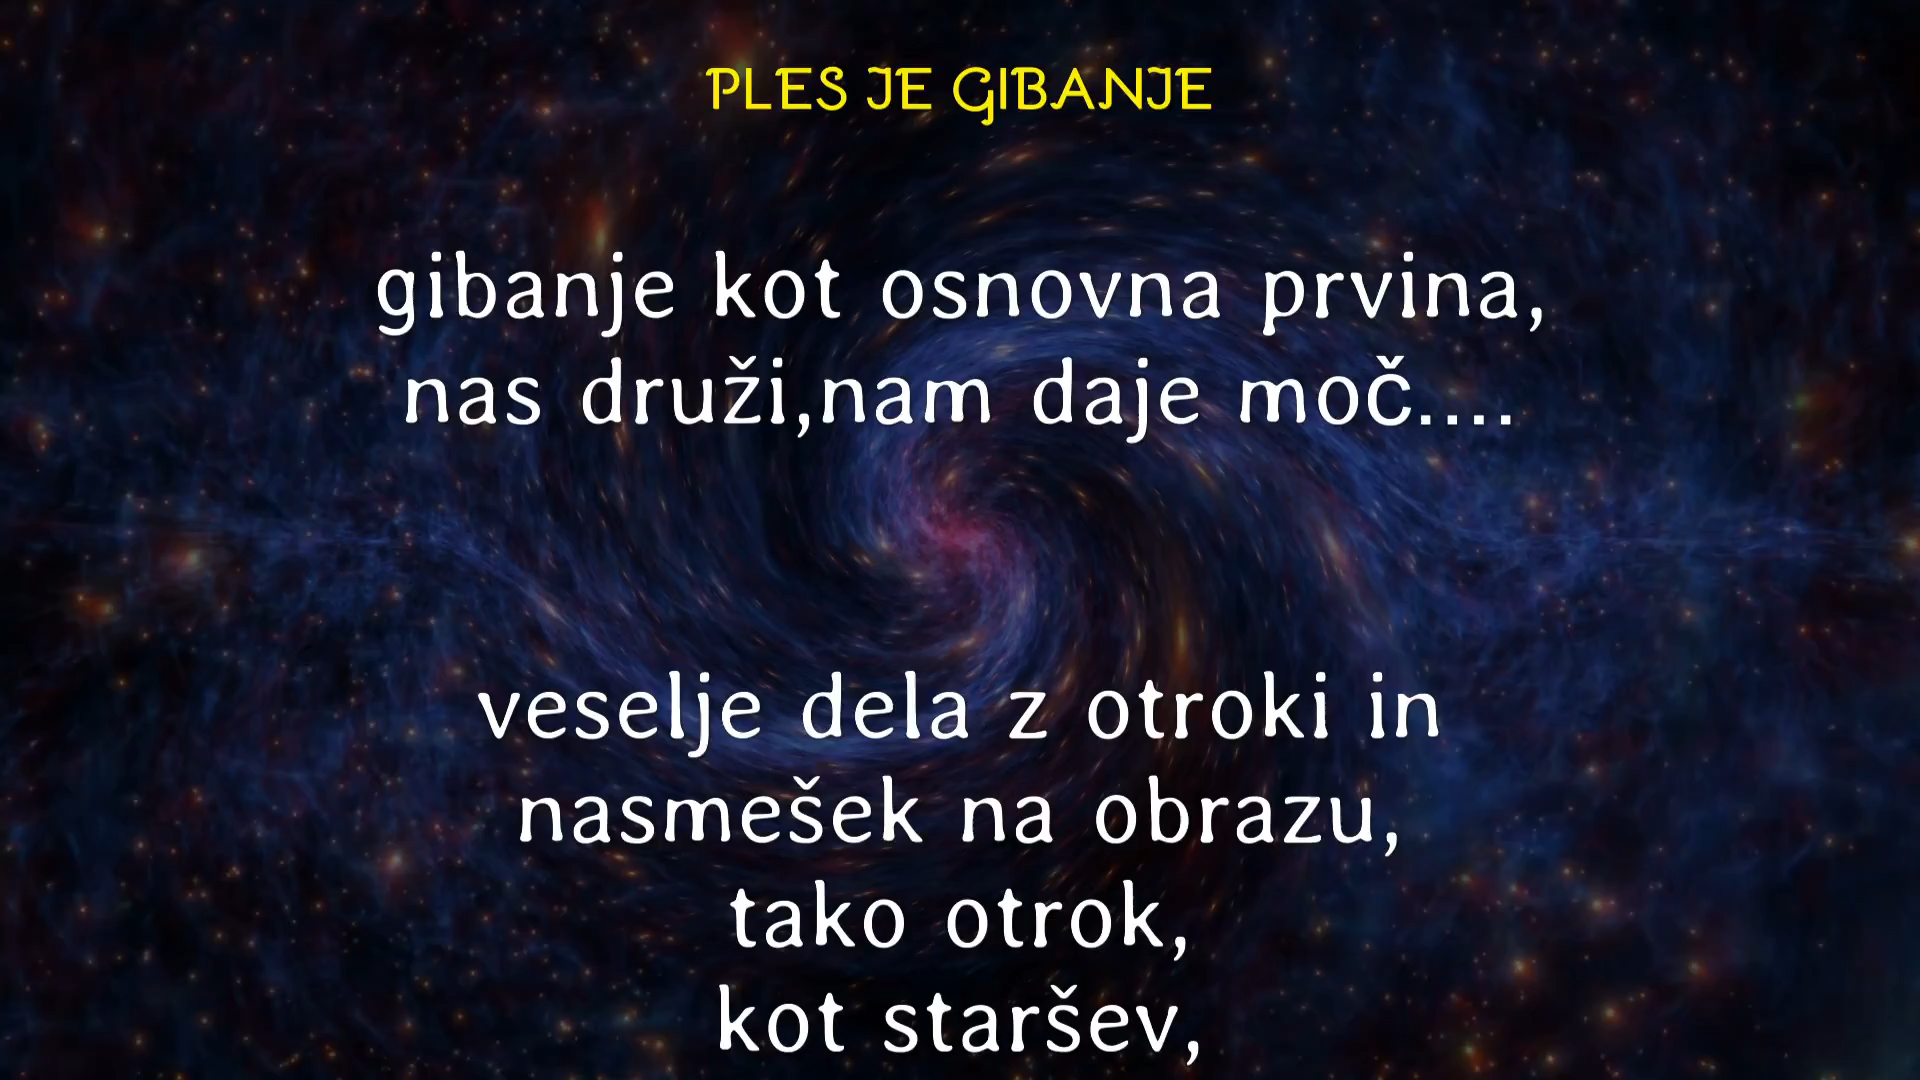 PLES JE GIBANJE
gibanje kot osnovna prvina,
nas druži,nam daje moč....
veselje dela z otroki in
nasmešek na obrazu,
tako otrok,
kot staršev,